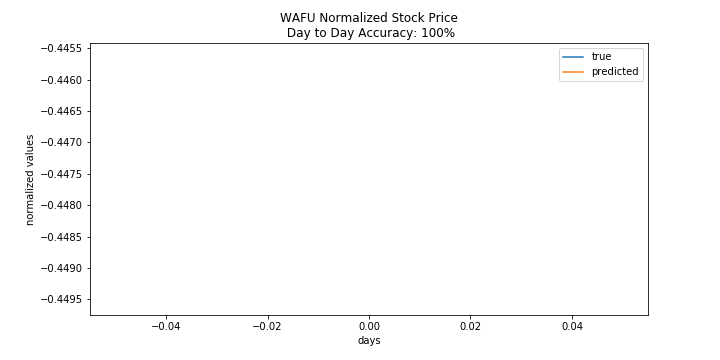 WAFU Normalized Stock Price
Day to Day Accuracy: 100%
true
predicted
normalized values
−0.4455
−0.4460
−0.4465
−0.4470
−0.4475
−0.4480
−0.4485
−0.4490
−0.4495
−0.04
−0.02
0.00
0.02
0.04
days